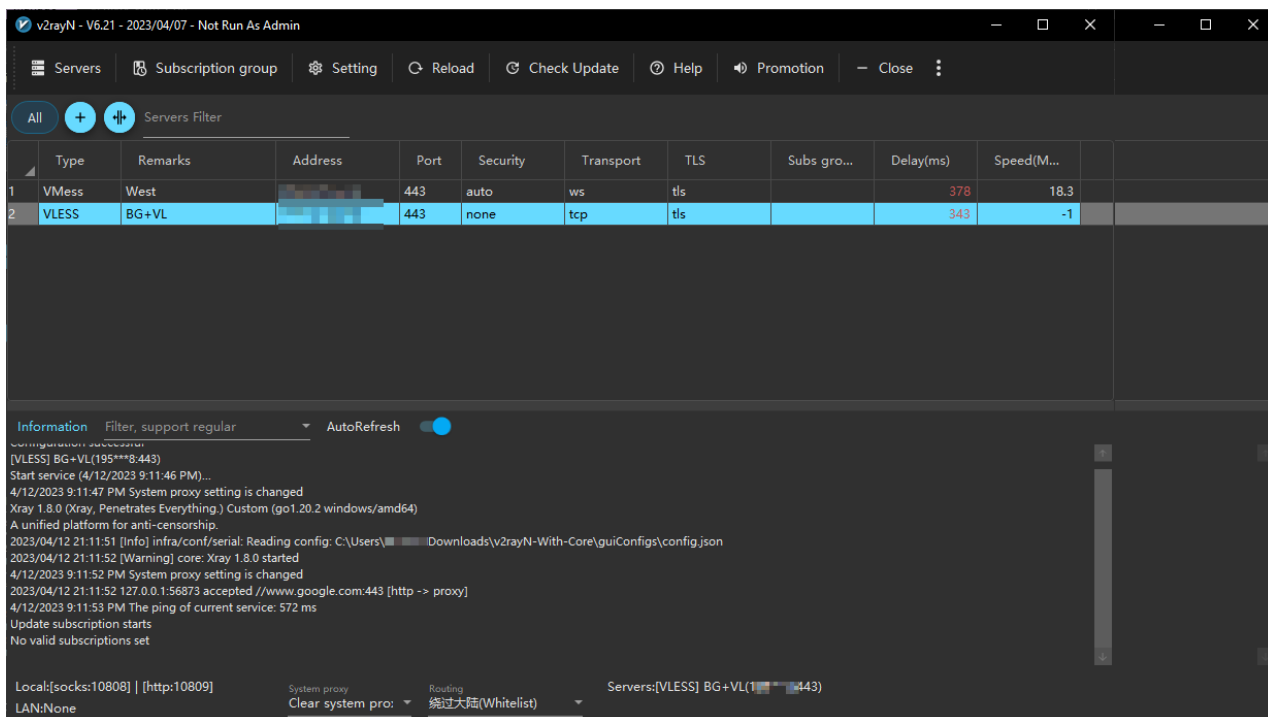 v2rayN - V6.21 - 2023/04/07 - Not Run As Admin
Servers Subscription group Setting Reload Check Update Help Promotion Close
All Servers Filter
Type Remarks Address Port Security Transport TLS Subs gro... Delay(ms) Speed(M...
1 VMess West 443 auto ws tls 378 18.3
2 VLESS BG+VL 443 none tcp tls 343 -1
Information Filter, support regular AutoRefresh
Configuration successful
[VLESS] BG+VL(195***8:443)
Start service (4/12/2023 9:11:46 PM)...
4/12/2023 9:11:47 PM System proxy setting is changed
Xray 1.8.0 (Xray, Penetrates Everything.) Custom (go1.20.2 windows/amd64)
A unified platform for anti-censorship.
2023/04/12 21:11:51 [Info] infra/conf/serial: Reading config: C:\Users\ Downloads\v2rayN-With-Core\guiConfigs\config.json
2023/04/12 21:11:52 [Warning] core: Xray 1.8.0 started
4/12/2023 9:11:52 PM System proxy setting is changed
2023/04/12 21:11:52 127.0.0.1:56873 accepted //www.google.com:443 [http -> proxy]
4/12/2023 9:11:53 PM The ping of current service: 572 ms
Update subscription starts
No valid subscriptions set
Local:[socks:10808] | [http:10809]
LAN:None
System proxy
Clear system pro:
Routing
绕过大陆(Whitelist)
Servers:[VLESS] BG+VL(1 443)